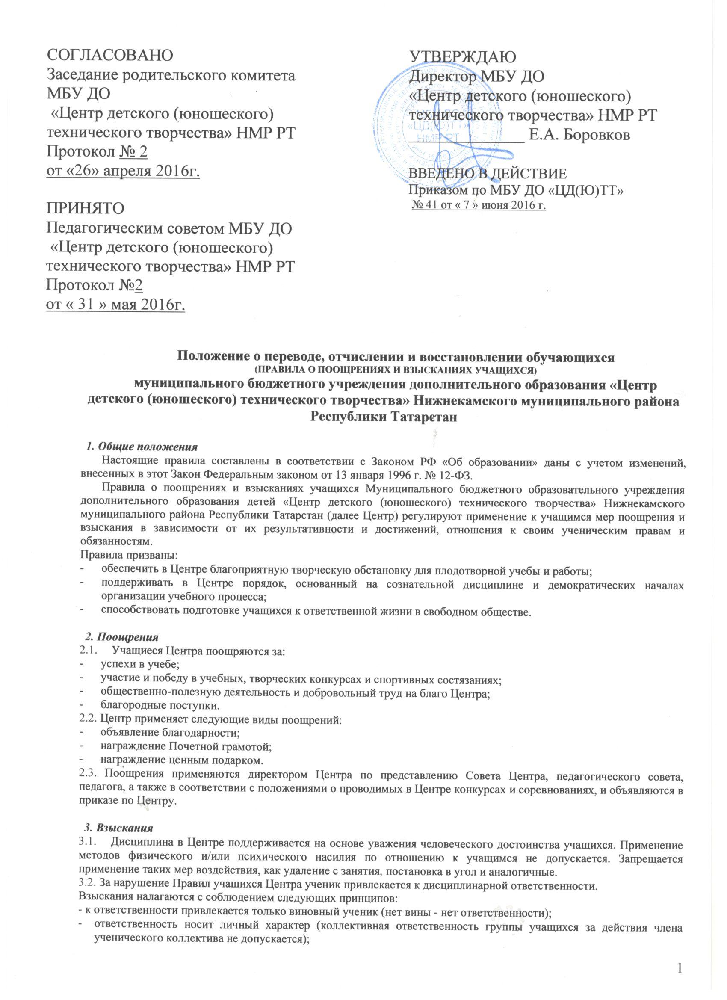 СОГЛАСОВАНО
Заседание родительского комитета
МБУ ДО
«Центр детского (юношеского)
технического творчества» НМР РТ
Протокол № 2
от «26» апреля 2016г.
ПРИНЯТО
Педагогическим советом МБУ ДО
«Центр детского (юношеского)
технического творчества» НМР РТ
Протокол №2
от « 31 » мая 2016г.
УТВЕРЖДАЮ
Директор МБУ ДО
«Центр детского (юношеского)
технического творчества» НМР РТ
_______________ Е.А. Боровков
ВВЕДЕНО В ДЕЙСТВИЕ
Приказом по МБУ ДО «ЦД(Ю)ТТ»
№ 41 от « 7 » июня 2016 г.
МБУ ДО
«ЦД(Ю)ТТ»
НМР РТ
Положение о переводе, отчислении и восстановлении обучающихся
(ПРАВИЛА О ПООЩРЕНИЯХ И ВЗЫСКАНИЯХ УЧАЩИХСЯ)
муниципального бюджетного учреждения дополнительного образования «Центр
детского (юношеского) технического творчества» Нижнекамского муниципального района
Республики Татарстан
1. Общие положения
Настоящие правила составлены в соответствии с Законом РФ «Об образовании» даны с учетом изменений,
внесенных в этот Закон Федеральным законом от 13 января 1996 г. № 12-ФЗ.
Правила о поощрениях и взысканиях учащихся Муниципального бюджетного образовательного учреждения
дополнительного образования детей «Центр детского (юношеского) технического творчества» Нижнекамского
муниципального района Республики Татарстан (далее Центр) регулируют применение к учащимся мер поощрения и
взыскания в зависимости от их результативности и достижений, отношения к своим ученическим правам и
обязанностям.
Правила призваны:
- обеспечить в Центре благоприятную творческую обстановку для плодотворной учебы и работы;
- поддерживать в Центре порядок, основанный на сознательной дисциплине и демократических началах
организации учебного процесса;
- способствовать подготовке учащихся к ответственной жизни в свободном обществе.
2. Поощрения
2.1. Учащиеся Центра поощряются за:
- успехи в учебе;
- участие и победу в учебных, творческих конкурсах и спортивных состязаниях;
- общественно-полезную деятельность и добровольный труд на благо Центра;
- благородные поступки.
2.2. Центр применяет следующие виды поощрений:
- объявление благодарности;
- награждение Почетной грамотой;
- награждение ценным подарком.
2.3. Поощрения применяются директором Центра по представлению Совета Центра, педагогического совета,
педагога, а также в соответствии с положениями о проводимых в Центре конкурсах и соревнованиях, и объявляются в
приказе по Центру.
3. Взыскания
3.1. Дисциплина в Центре поддерживается на основе уважения человеческого достоинства учащихся. Применение
методов физического и/или психического насилия по отношению к учащимся не допускается. Запрещается
применение таких мер воздействия, как удаление с занятия, постановка в угол и аналогичные.
3.2. За нарушение Правил учащихся Центра ученик привлекается к дисциплинарной ответственности.
Взыскания налагаются с соблюдением следующих принципов:
- к ответственности привлекается только виновный ученик (нет вины - нет ответственности);
- ответственность носит личный характер (коллективная ответственность группы учащихся за действия члена
ученического коллектива не допускается);
1